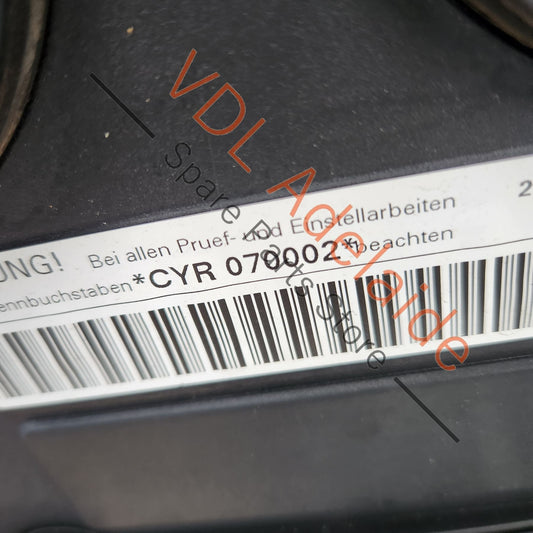 UNG! Bei allen Pruef- und Einstellarbeiten
ennbuchstaben *CYR 070002* beachten
2
VDL Adelaide
Spare Parts Store